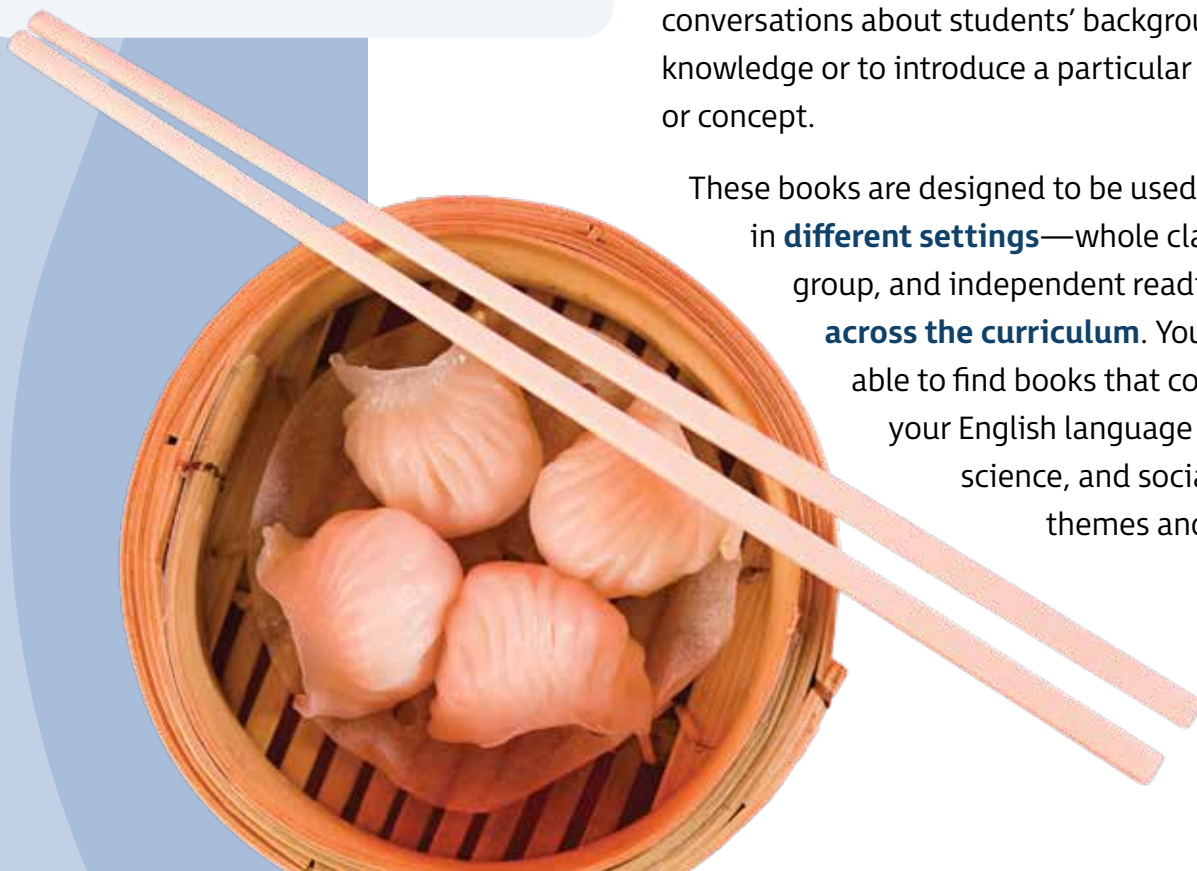 conversations about students’
knowledge or to introduce a particular
or concept.
These books are designed to be used
in different settings—whole
group, and independent
across the curriculum.
able to find books that
your English language
science, and
themes